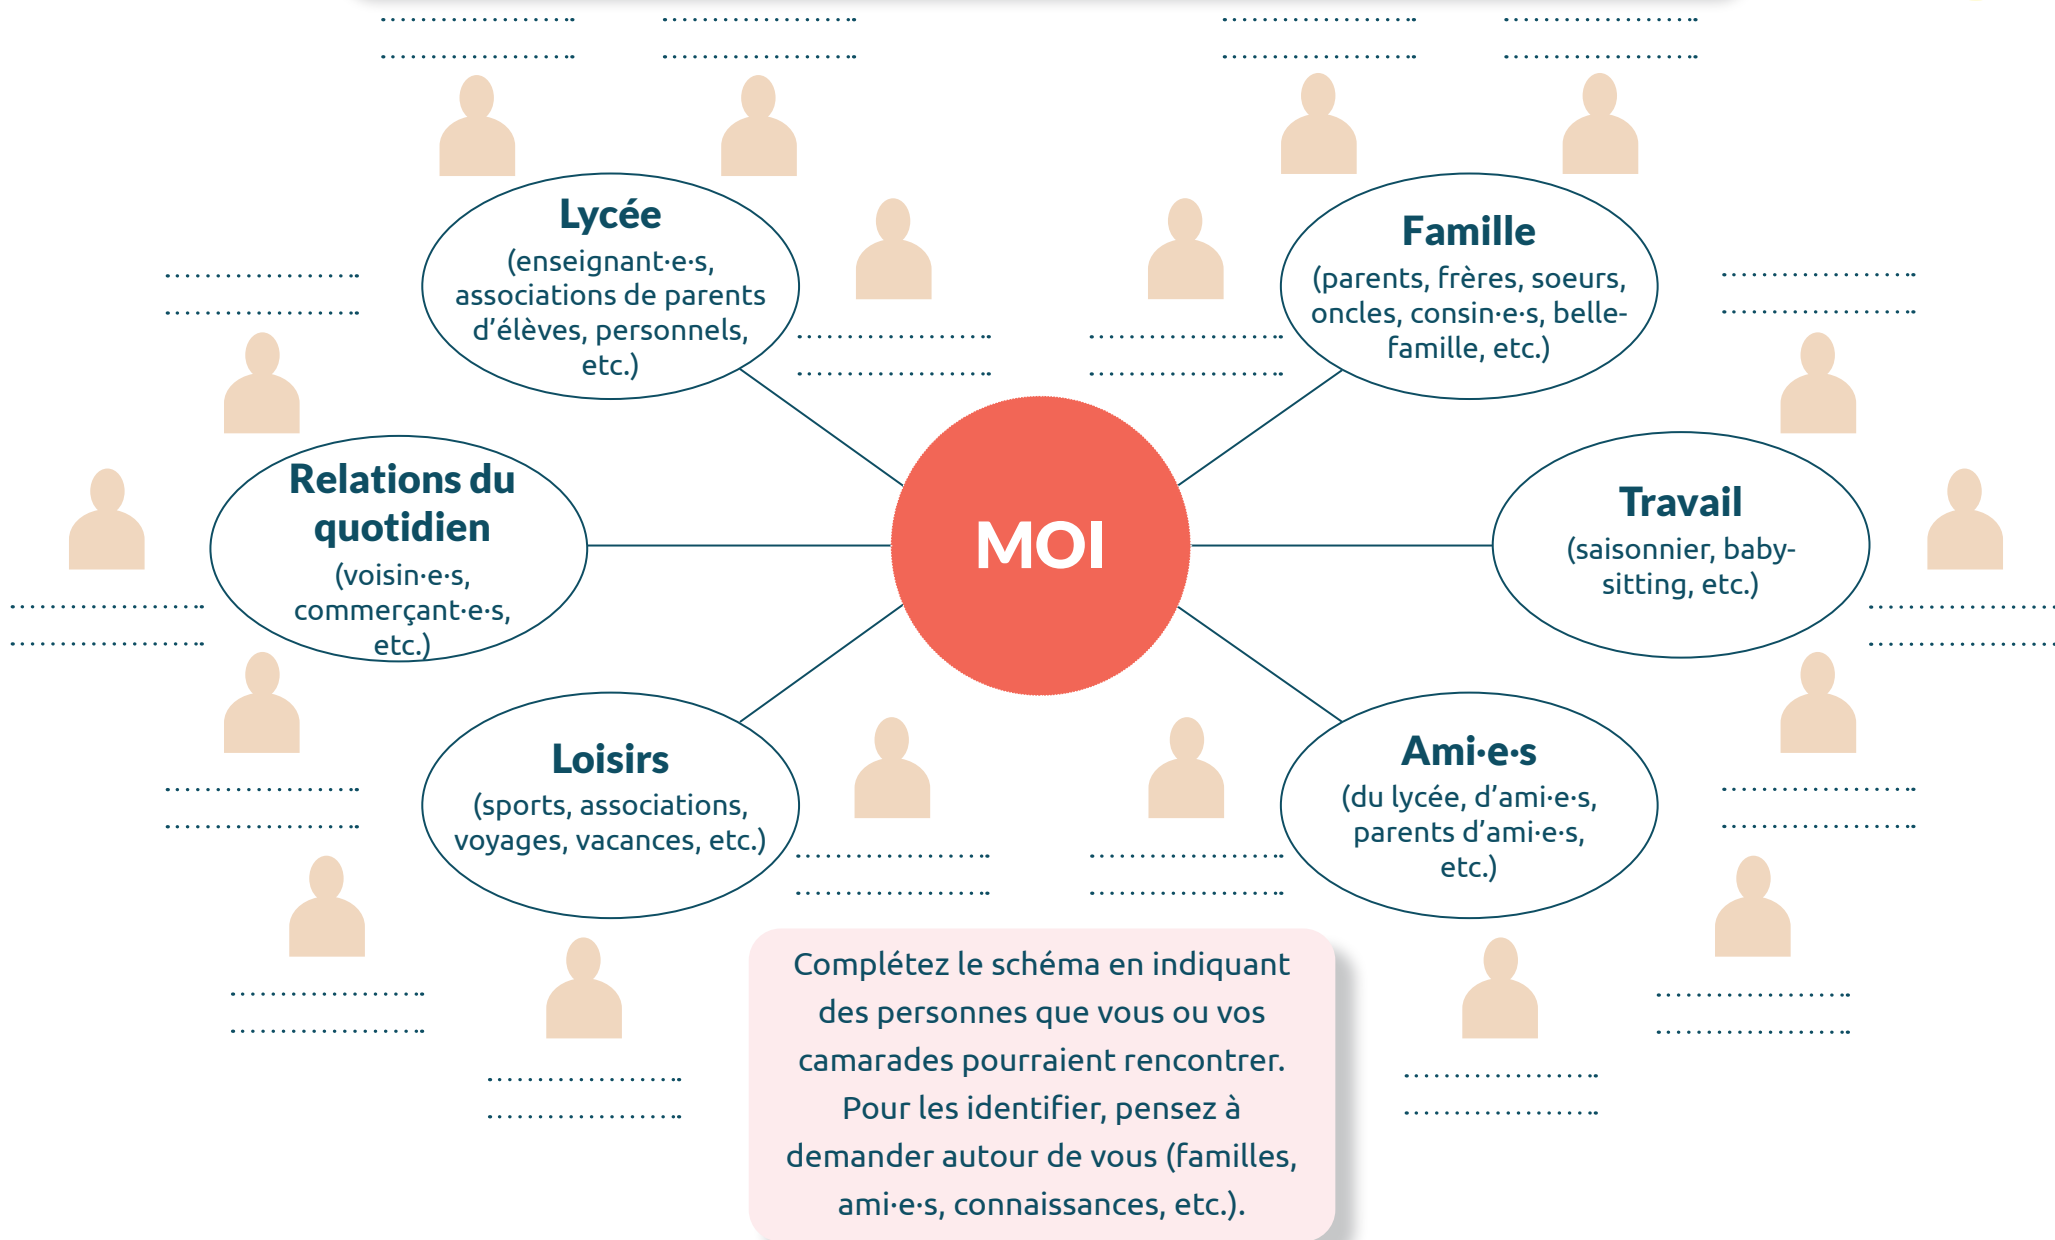 Lycée
(enseignant·e·s,
associations de parents
d'élèves, personnels,
etc.)
Famille
(parents, frères, soeurs,
oncles, consin·e·s, belle-
famille, etc.)
Relations du
quotidien
(voisin·e·s,
commerçant·e·s,
etc.)
MOI
Travail
(saisonnier, baby-
sitting, etc.)
Loisirs
(sports, associations,
voyages, vacances, etc.)
Ami·e·s
(du lycée, d'ami·e·s,
parents d'ami·e·s,
etc.)
Complétez le schéma en indiquant
des personnes que vous ou vos
camarades pourraient rencontrer.
Pour les identifier, pensez à
demander autour de vous (familles,
ami·e·s, connaissances, etc.).